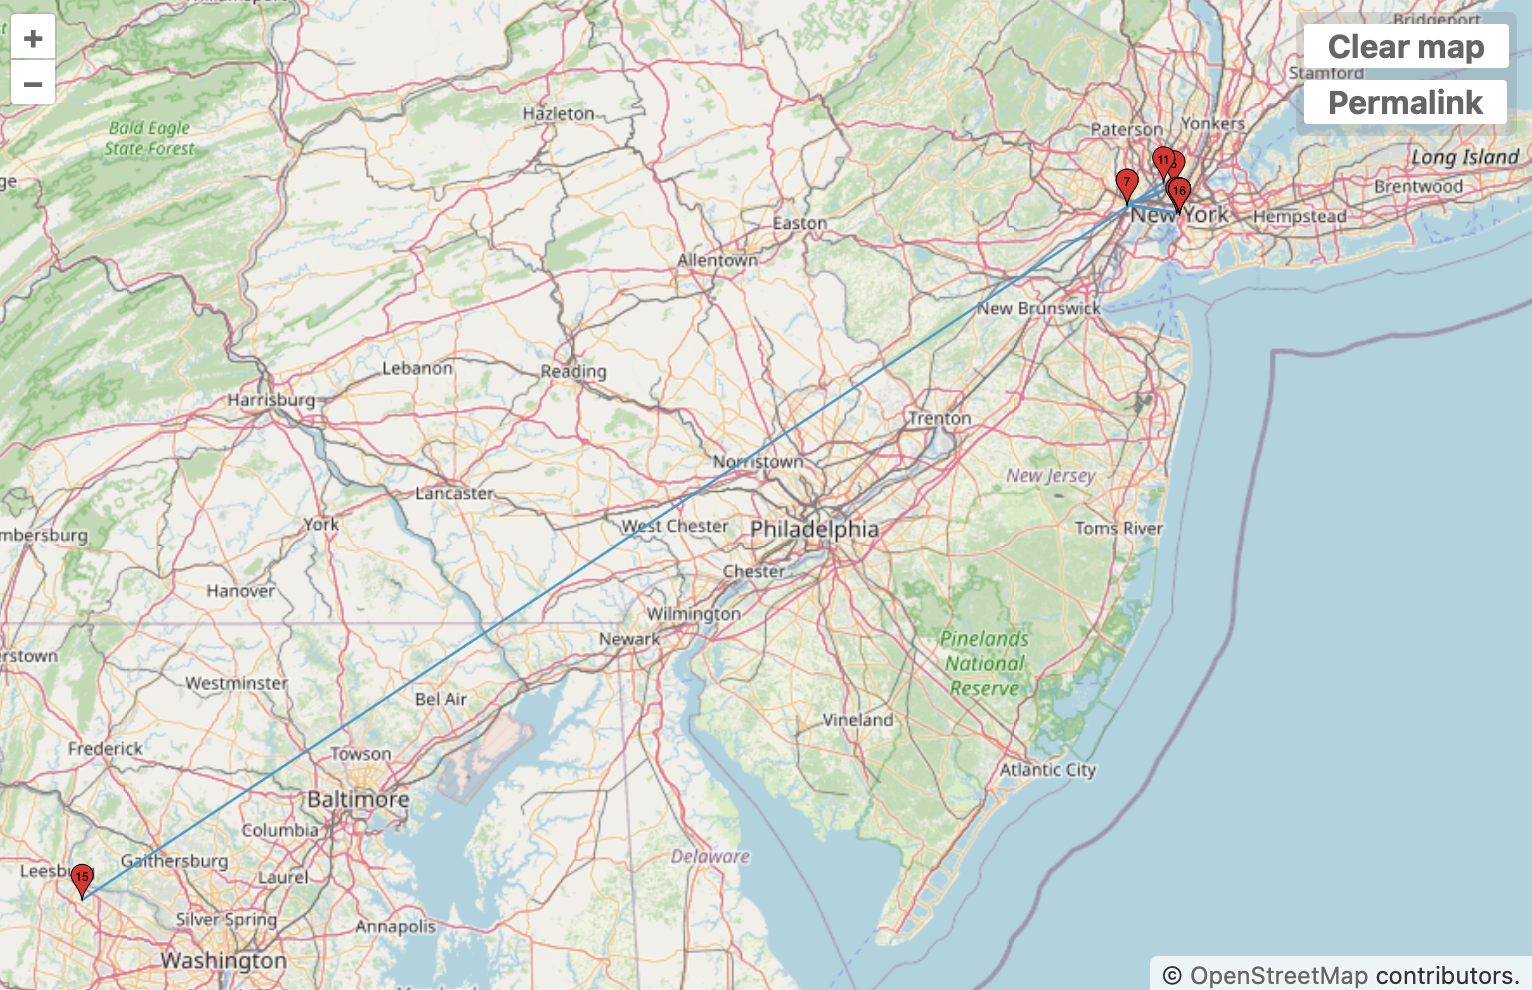 Williamsport
Bridgeport
+
Clear map
Stamford
−
Permalink
Hazleton
Paterson
Yonkers
Bald Eagle
State Forest
11
Long Island
7
16
Brentwood
New York
Hempstead
Easton
Allentown
New Brunswick
Lebanon
Reading
Harrisburg
Trenton
Norristown
New Jersey
Lancaster
York
West Chester
Philadelphia
Toms River
mbersburg
Chester
Hanover
Wilmington
Newark
Pinelands
National
Reserve
rstown
Westminster
Bel Air
Vineland
Frederick
Towson
Atlantic City
Baltimore
Columbia
Delaware
Gaithersburg
Leesbu
15
Laurel
Silver Spring
Annapolis
Washington
© OpenStreetMap contributors.